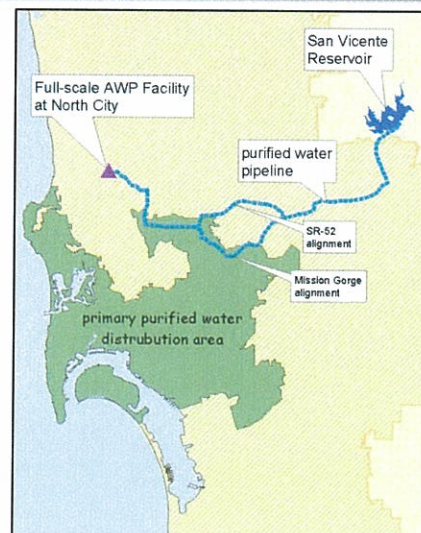 San Vicente
Reservoir
Full-scale AWP Facility
at North City
purified water
pipeline
SR-52
alignment
Mission Gorge
alignment
primary purified water
distrubution area